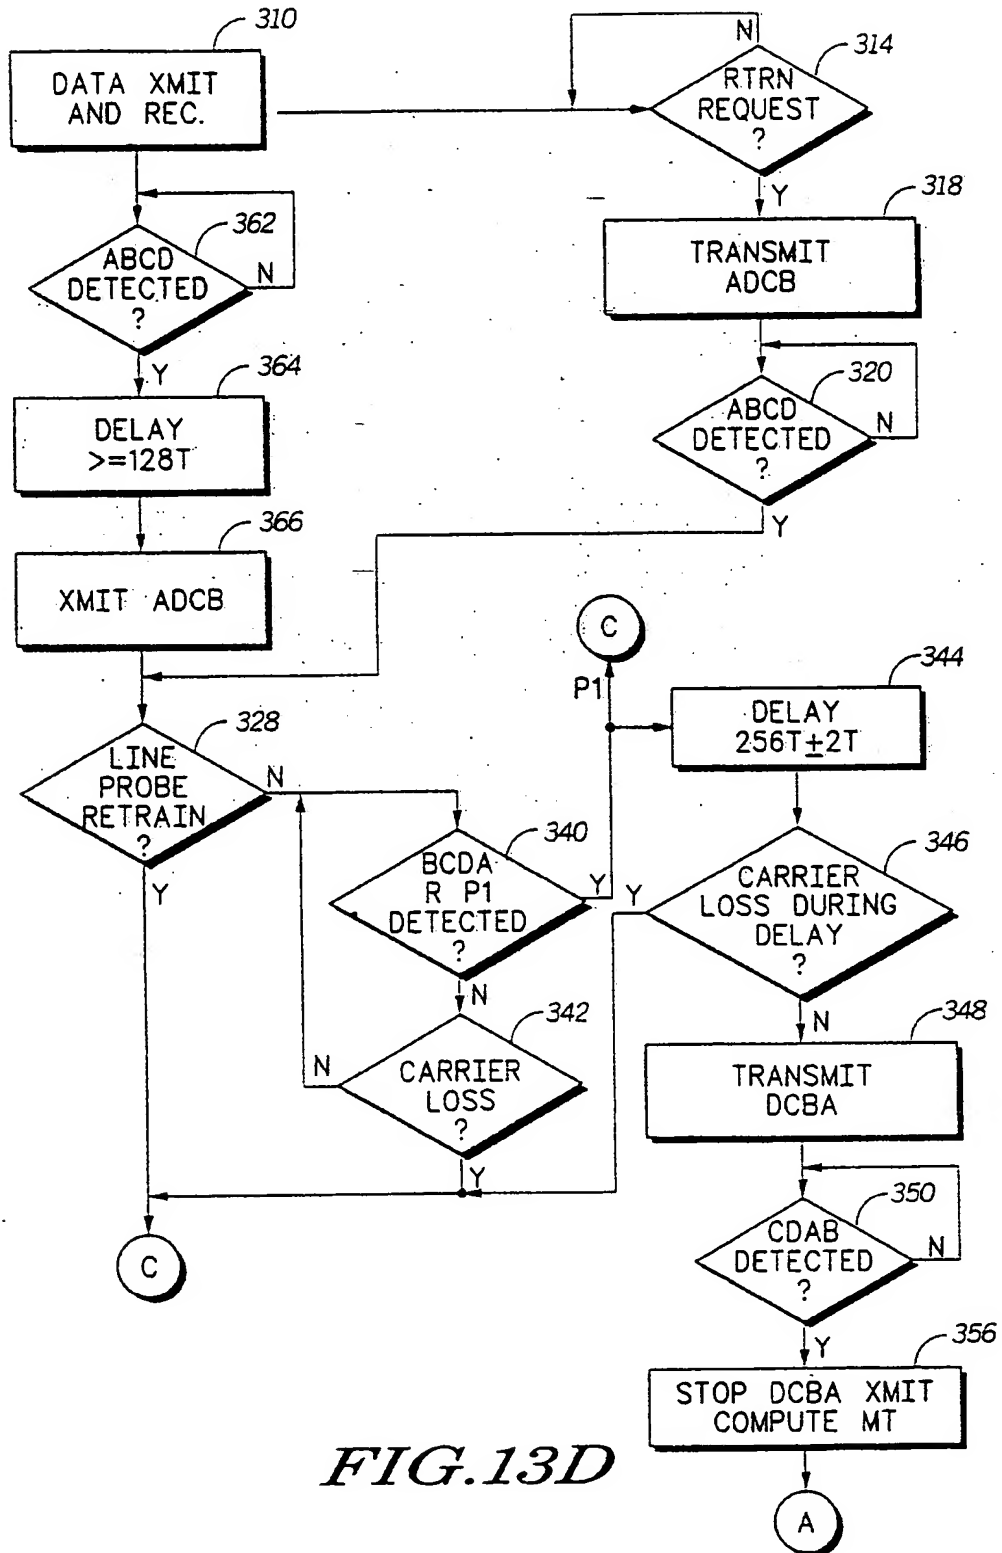 310
DATA XMIT
AND REC.
N
314
RTRN
REQUEST
?
Y
318
TRANSMIT
ADCB
362
ABCD
DETECTED
?
N
Y
320
ABCD
DETECTED
?
N
Y
364
DELAY
>=128T
366
XMIT ADCB
C
P1
344
DELAY
256T±2T
328
LINE
PROBE
RETRAIN
?
N
Y
340
BCDA
R P1
DETECTED
?
Y
N
346
CARRIER
LOSS DURING
DELAY
?
Y
N
342
CARRIER
LOSS
?
N
Y
348
TRANSMIT
DCBA
350
CDAB
DETECTED
?
N
Y
C
356
STOP DCBA XMIT
COMPUTE MT
A
FIG.13D